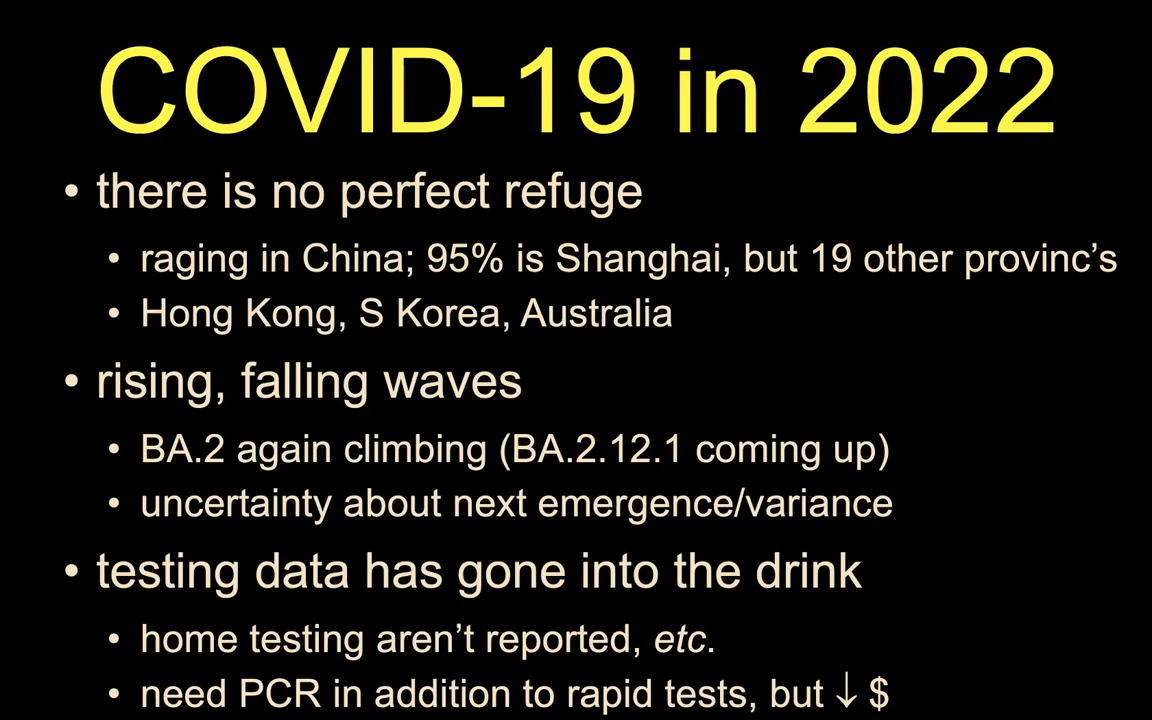 COVID-19 in 2022
• there is no perfect refuge
• raging in China; 95% is Shanghai, but 19 other provinc’s
• Hong Kong, S Korea, Australia
• rising, falling waves
• BA.2 again climbing (BA.2.12.1 coming up)
• uncertainty about next emergence/variance
• testing data has gone into the drink
• home testing aren’t reported, etc.
• need PCR in addition to rapid tests, but ↓ $